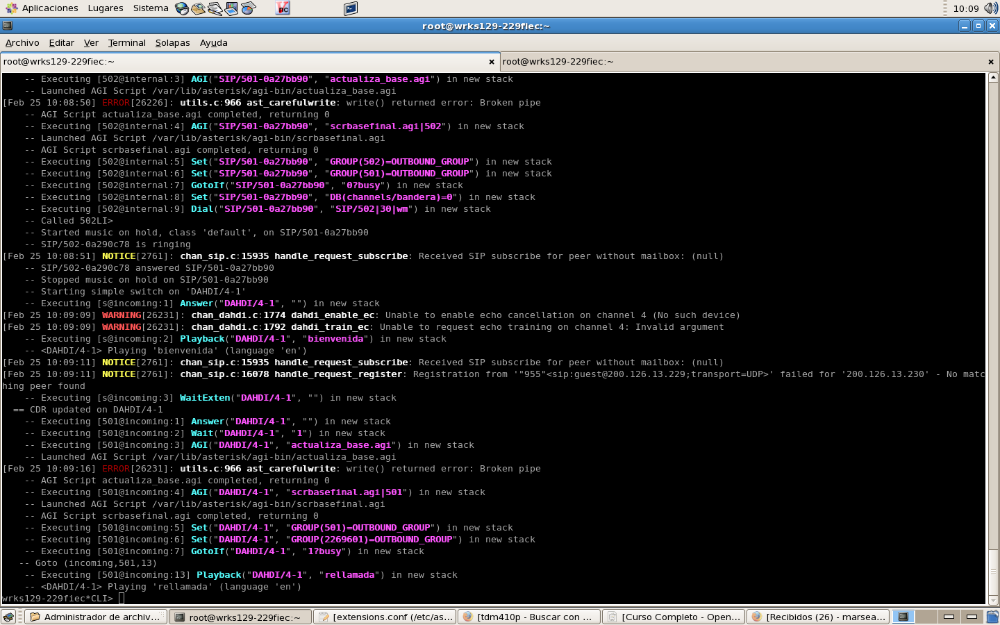 Aplicaciones Lugares Sistema 10:09
root@wrks129-229fiec:~
Archivo Editar Ver Terminal Solapas Ayuda
root@wrks129-229fiec:~ root@wrks129-229fiec:~
-- Executing [502@internal:3] AGI("SIP/501-0a27bb90", "actualiza_base.agi") in new stack
-- Launched AGI Script /var/lib/asterisk/agi-bin/actualiza_base.agi
[Feb 25 10:08:50] ERROR[26226]: utils.c:966 ast_carefulwrite: write() returned error: Broken pipe
-- AGI Script actualiza_base.agi completed, returning 0
-- Executing [502@internal:4] AGI("SIP/501-0a27bb90", "scrbasefinal.agi|502") in new stack
-- Launched AGI Script /var/lib/asterisk/agi-bin/scrbasefinal.agi
-- AGI Script scrbasefinal.agi completed, returning 0
-- Executing [502@internal:5] Set("SIP/501-0a27bb90", "GROUP(502)=OUTBOUND_GROUP") in new stack
-- Executing [502@internal:6] Set("SIP/501-0a27bb90", "GROUP(501)=OUTBOUND_GROUP") in new stack
-- Executing [502@internal:7] GotoIf("SIP/501-0a27bb90", "0?busy") in new stack
-- Executing [502@internal:8] Set("SIP/501-0a27bb90", "DB(channels/bandera)=0") in new stack
-- Executing [502@internal:9] Dial("SIP/501-0a27bb90", "SIP/502|30|wm") in new stack
-- Called 502LI>
-- Started music on hold, class 'default', on SIP/501-0a27bb90
-- SIP/502-0a290c78 is ringing
[Feb 25 10:08:51] NOTICE[2761]: chan_sip.c:15935 handle_request_subscribe: Received SIP subscribe for peer without mailbox: (null)
-- SIP/502-0a290c78 answered SIP/501-0a27bb90
-- Stopped music on hold on SIP/501-0a27bb90
-- Starting simple switch on 'DAHDI/4-1'
-- Executing [s@incoming:1] Answer("DAHDI/4-1", "") in new stack
[Feb 25 10:09:09] WARNING[26231]: chan_dahdi.c:1774 dahdi_enable_ec: Unable to enable echo cancellation on channel 4 (No such device)
[Feb 25 10:09:09] WARNING[26231]: chan_dahdi.c:1792 dahdi_train_ec: Unable to request echo training on channel 4: Invalid argument
-- Executing [s@incoming:2] Playback("DAHDI/4-1", "bienvenida") in new stack
-- <DAHDI/4-1> Playing 'bienvenida' (language 'en')
[Feb 25 10:09:11] NOTICE[2761]: chan_sip.c:15935 handle_request_subscribe: Received SIP subscribe for peer without mailbox: (null)
[Feb 25 10:09:11] NOTICE[2761]: chan_sip.c:16078 handle_request_register: Registration from '"955"<sip:guest@200.126.13.229;transport=UDP>' failed for '200.126.13.230' - No matc
hing peer found
-- Executing [s@incoming:3] WaitExten("DAHDI/4-1", "") in new stack
== CDR updated on DAHDI/4-1
-- Executing [501@incoming:1] Answer("DAHDI/4-1", "") in new stack
-- Executing [501@incoming:2] Wait("DAHDI/4-1", "1") in new stack
-- Executing [501@incoming:3] AGI("DAHDI/4-1", "actualiza_base.agi") in new stack
-- Launched AGI Script /var/lib/asterisk/agi-bin/actualiza_base.agi
[Feb 25 10:09:16] ERROR[26231]: utils.c:966 ast_carefulwrite: write() returned error: Broken pipe
-- AGI Script actualiza_base.agi completed, returning 0
-- Executing [501@incoming:4] AGI("DAHDI/4-1", "scrbasefinal.agi|501") in new stack
-- Launched AGI Script /var/lib/asterisk/agi-bin/scrbasefinal.agi
-- AGI Script scrbasefinal.agi completed, returning 0
-- Executing [501@incoming:5] Set("DAHDI/4-1", "GROUP(501)=OUTBOUND_GROUP") in new stack
-- Executing [501@incoming:6] Set("DAHDI/4-1", "GROUP(2269601)=OUTBOUND_GROUP") in new stack
-- Executing [501@incoming:7] GotoIf("DAHDI/4-1", "1?busy") in new stack
-- Goto (incoming,501,13)
-- Executing [501@incoming:13] Playback("DAHDI/4-1", "rellamada") in new stack
-- <DAHDI/4-1> Playing 'rellamada' (language 'en')
wrks129-229fiec*CLI>
Administrador de archiv... root@wrks129-229fiec:~ [extensions.conf (/etc/as... [tdm410p - Buscar con ... [Curso Completo - Open... [Recibidos (26) - marsea...